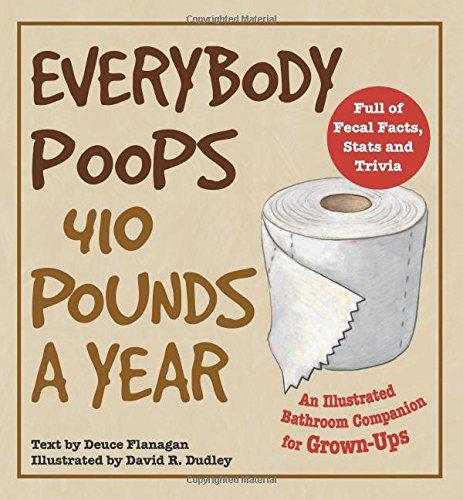 Copyrighted Material
EVERYBODY
POOPS
410
POUNDS
A YEAR
Full of
Fecal Facts,
Stats and
Trivia
An Illustrated
Bathroom Companion
for Grown-Ups
Text by Deuce Flanagan
Illustrated by David R. Dudley
Copyrighted Material